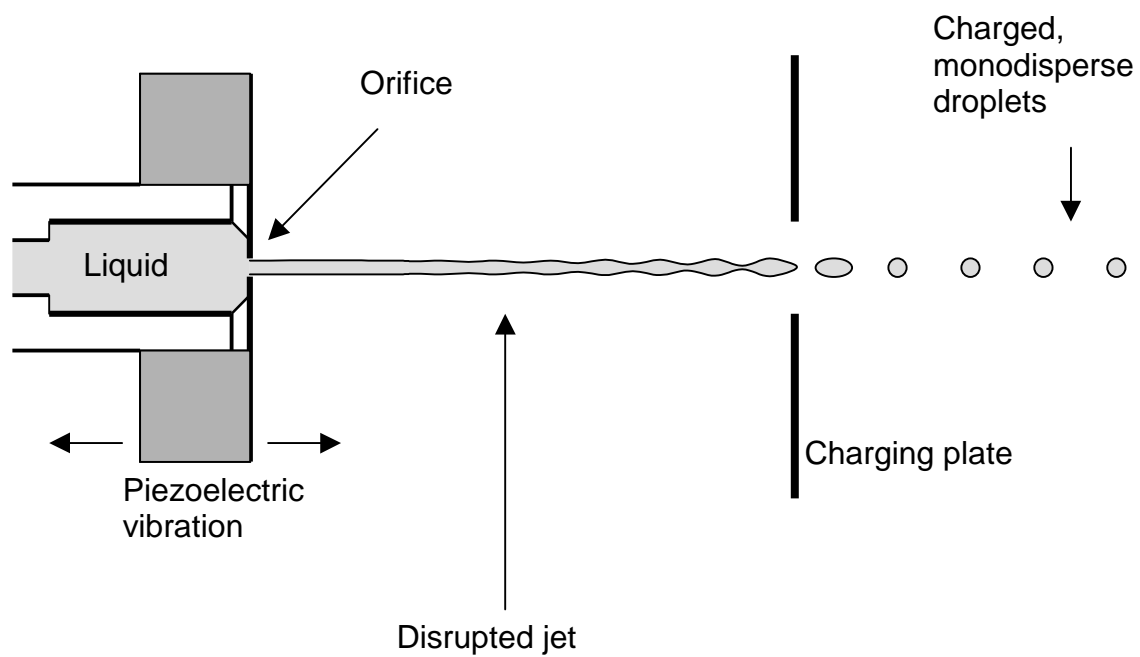 Charged,
monodisperse
droplets
Orifice
Liquid
Charging plate
Piezoelectric
vibration
Disrupted jet